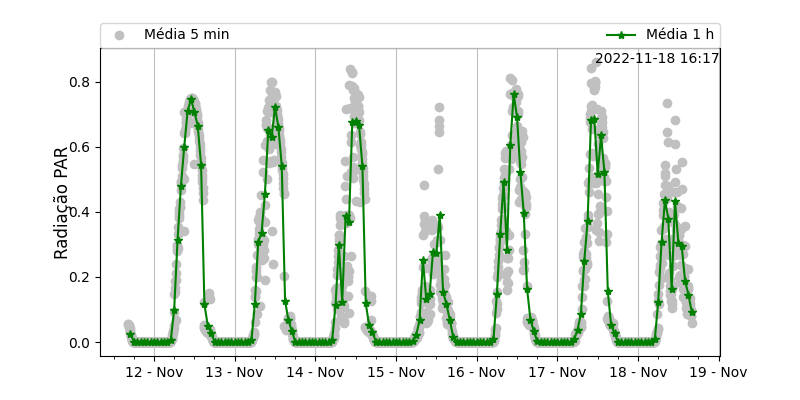 Média 5 min
Média 1 h
2022-11-18 16:17
Radiação PAR
0.8
0.6
0.4
0.2
0.0
12 - Nov
13 - Nov
14 - Nov
15 - Nov
16 - Nov
17 - Nov
18 - Nov
19 - Nov